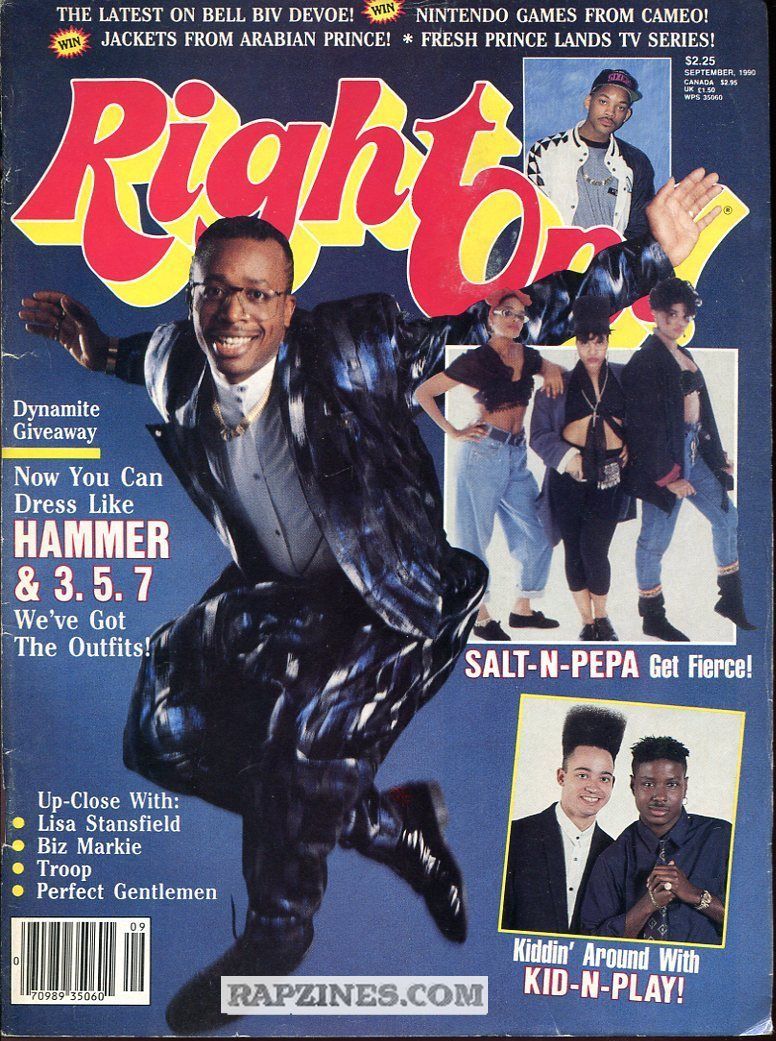 THE LATEST ON BELL BIV DEVOE! WIN NINTENDO GAMES FROM CAMEO!
WIN JACKETS FROM ARABIAN PRINCE! * FRESH PRINCE LANDS TV SERIES!
$2.25
SEPTEMBER, 1990
CANADA $2.95
UK £1.50
WPS 35060
Right On! ®
Dynamite
Giveaway
Now You Can
Dress Like
HAMMER
& 3. 5. 7
We've Got
The Outfits!
SALT-N-PEPA Get Fierce!
Up-Close With:
Lisa Stansfield
Biz Markie
Troop
Perfect Gentlemen
Kiddin' Around With
KID-N-PLAY!
09
0 70989 35060
RAPZINES.COM